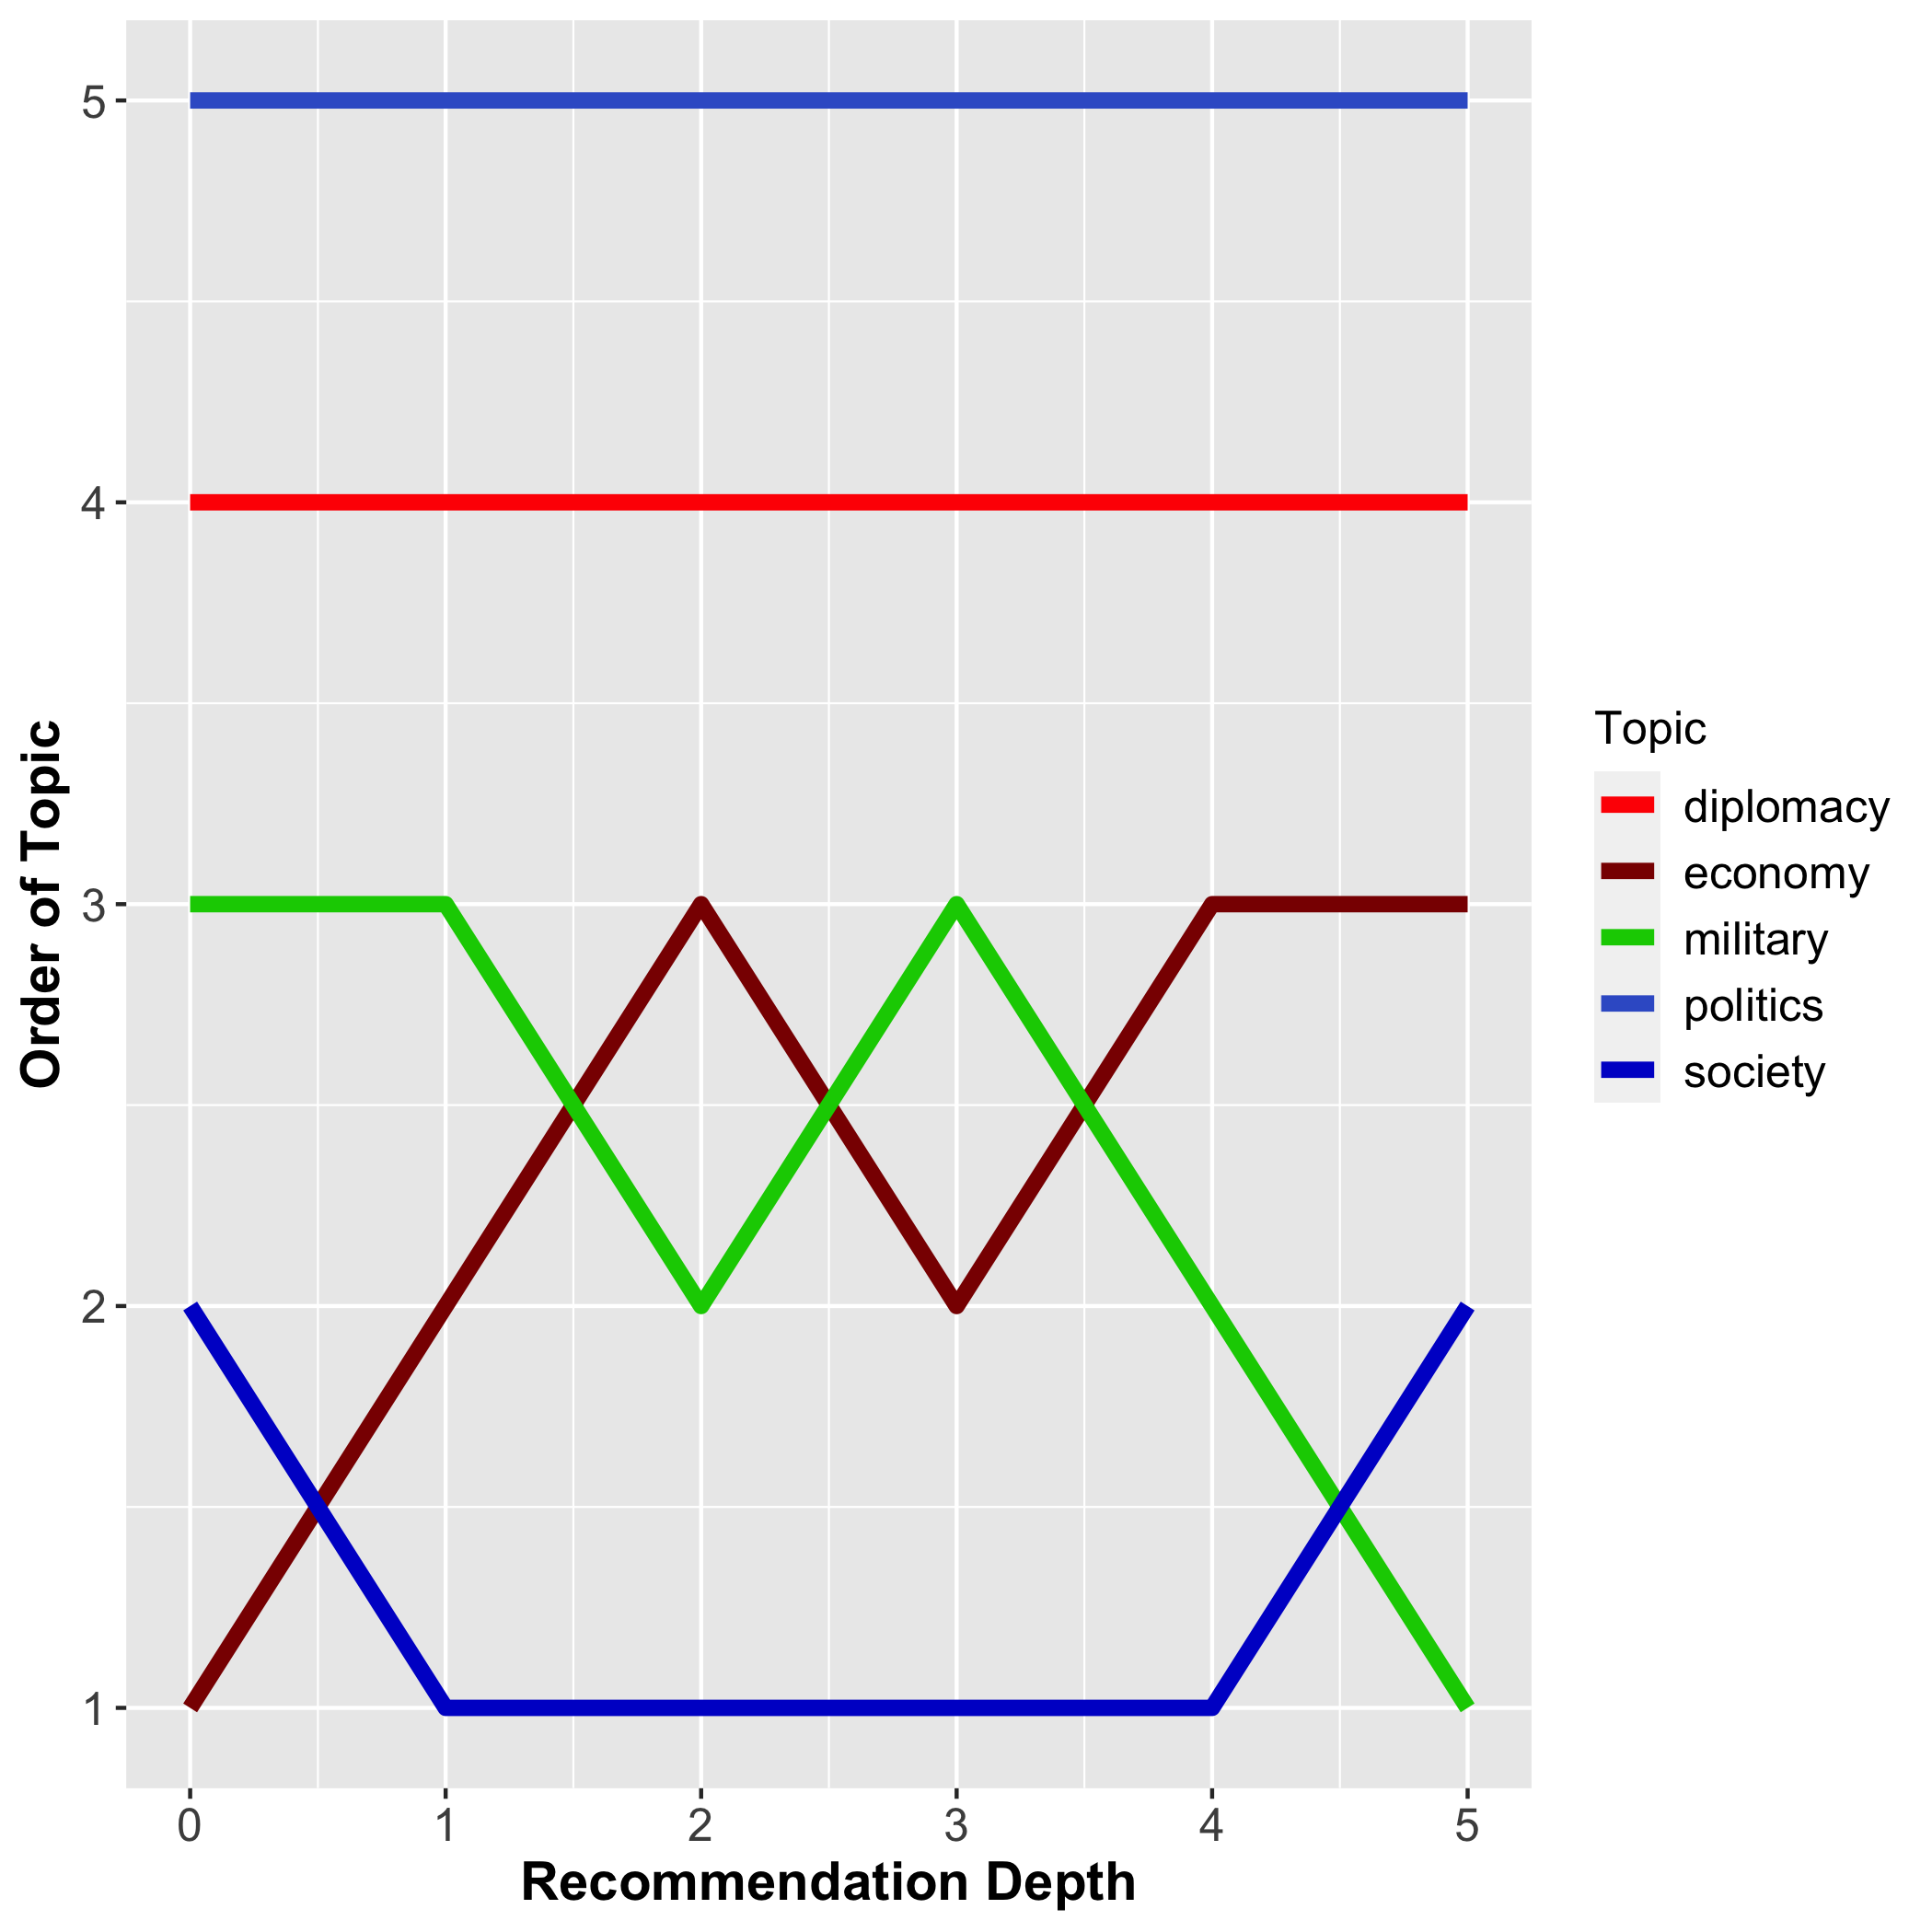 5
4
3
2
1
Order of Topic
0 1 2 3 4 5
Recommendation Depth
Topic
diplomacy
economy
military
politics
society